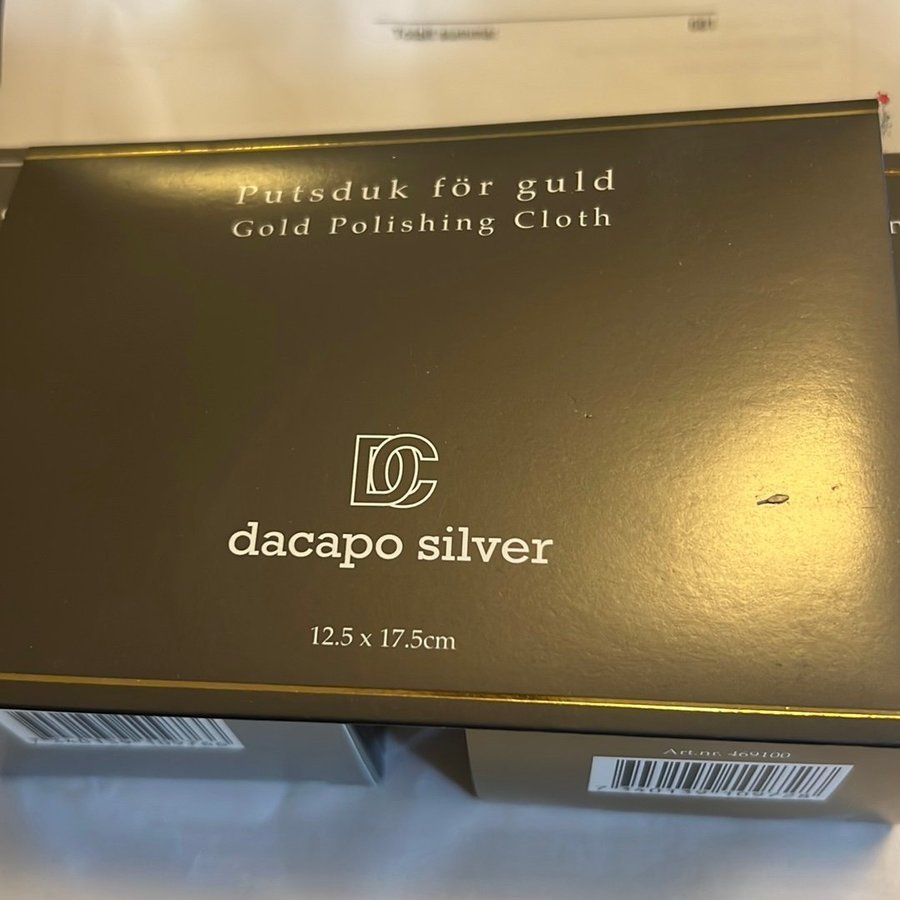 Putsduk för guld
Gold Polishing Cloth
DC
dacapo silver
12.5 x 17.5cm
Art.nr. 469100